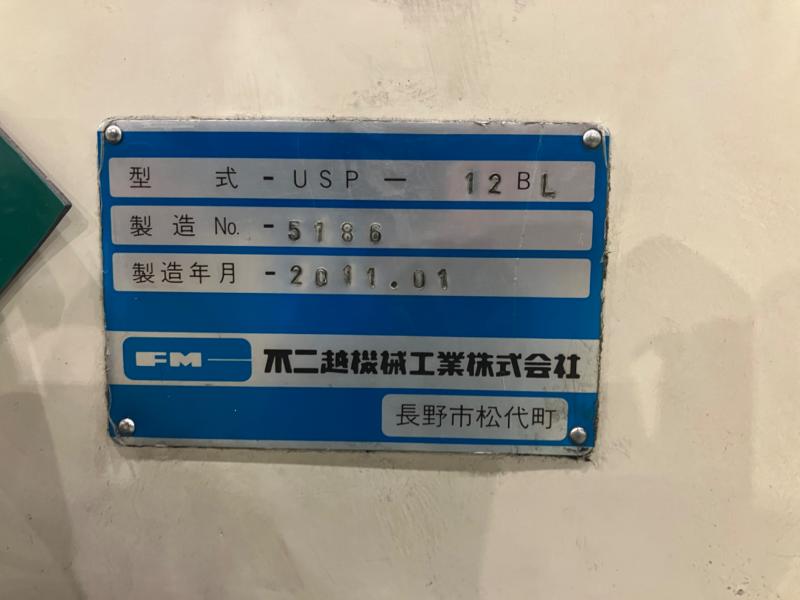 型 式 - USP - 12BL
製造 No. - 5186
製造年月 - 2011.01
FM 不二越機械工業株式会社
長野市松代町